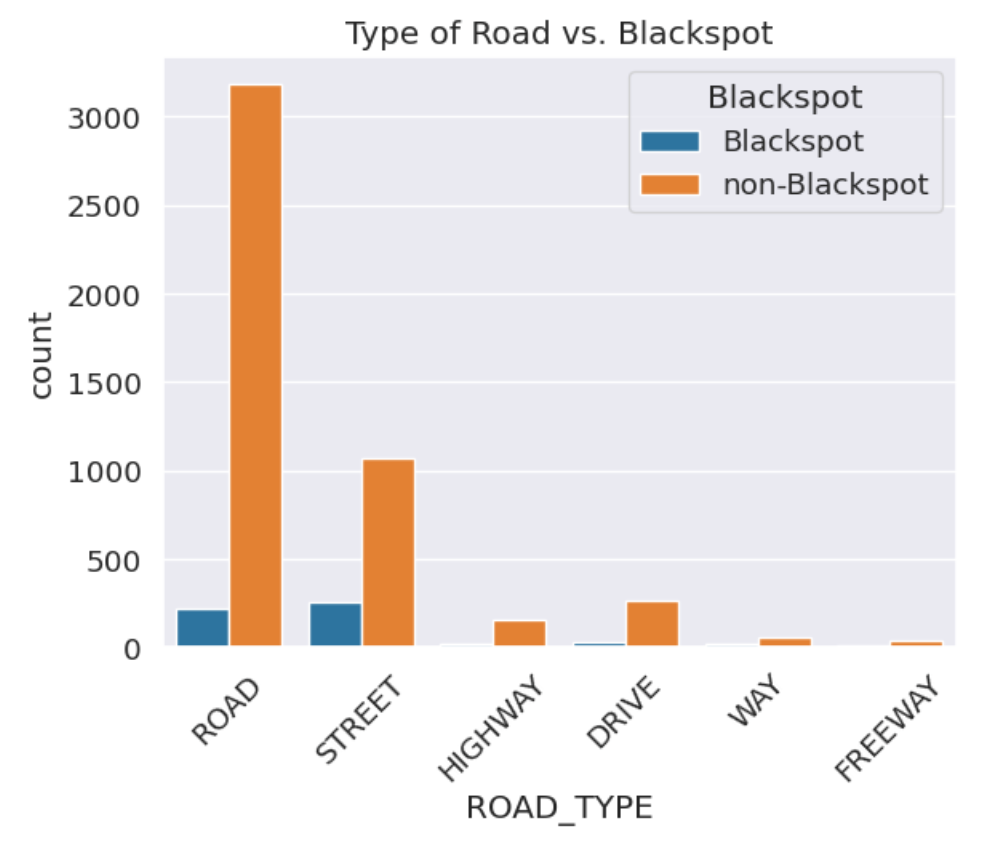 Type of Road vs. Blackspot
Blackspot
Blackspot
non-Blackspot
3000
2500
2000
1500
1000
500
0
count
ROAD
STREET
HIGHWAY
DRIVE
WAY
FREEWAY
ROAD_TYPE